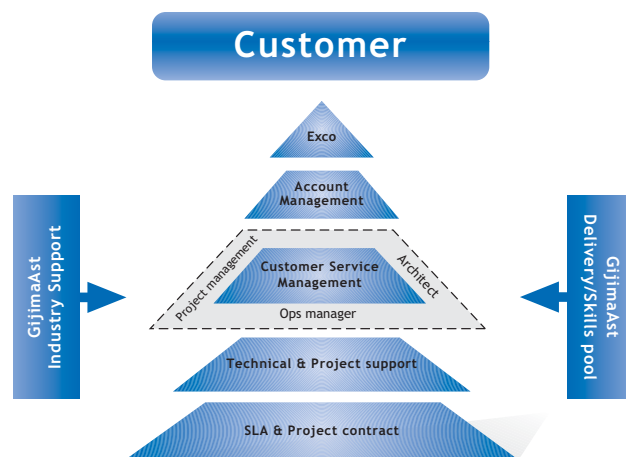 Customer
Exco
Account
Management
Project management
Customer Service
Management
Architect
Ops manager
Technical & Project support
SLA & Project contract
GijimaAst
Industry Support
GijimaAst
Delivery/Skills pool